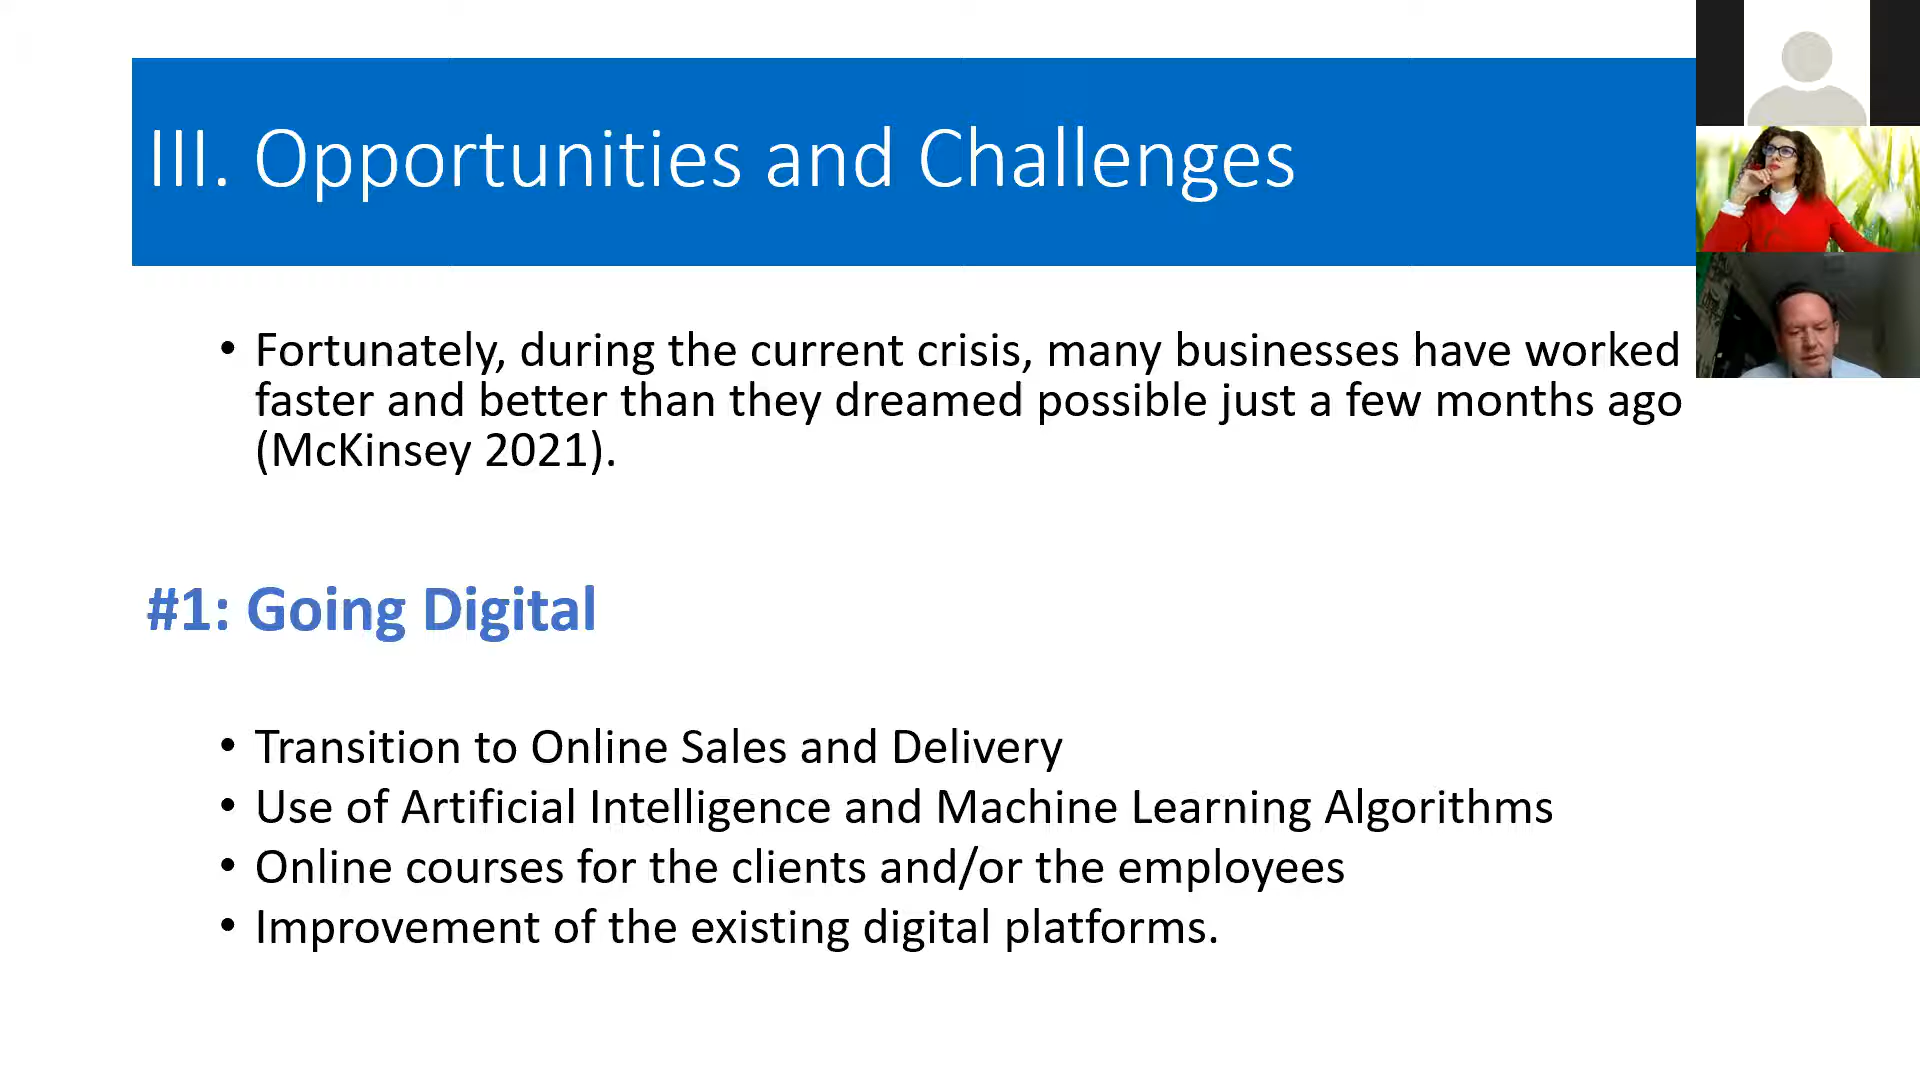 III. Opportunities and Challenges
• Fortunately, during the current crisis, many businesses have worked
faster and better than they dreamed possible just a few months ago
(McKinsey 2021).
#1: Going Digital
• Transition to Online Sales and Delivery
• Use of Artificial Intelligence and Machine Learning Algorithms
• Online courses for the clients and/or the employees
• Improvement of the existing digital platforms.